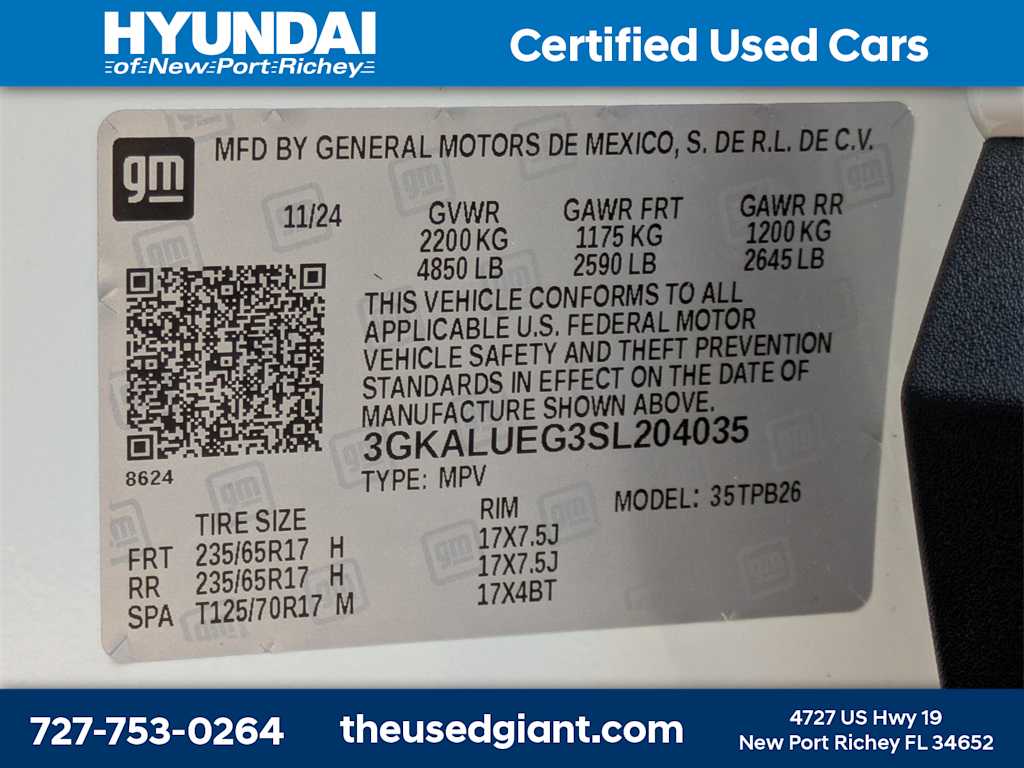 HYUNDAI
of New Port Richey
Certified Used Cars
gm
MFD BY GENERAL MOTORS DE MEXICO, S. DE R.L. DE C.V.
11/24 GVWR GAWR FRT GAWR RR
2200 KG 1175 KG 1200 KG
4850 LB 2590 LB 2645 LB
THIS VEHICLE CONFORMS TO ALL
APPLICABLE U.S. FEDERAL MOTOR
VEHICLE SAFETY AND THEFT PREVENTION
STANDARDS IN EFFECT ON THE DATE OF
MANUFACTURE SHOWN ABOVE.
3GKALUEG3SL204035
8624
TYPE: MPV MODEL: 35TPB26
TIRE SIZE RIM
FRT 235/65R17 H 17X7.5J
RR 235/65R17 H 17X7.5J
SPA T125/70R17 M 17X4BT
727-753-0264
theusedgiant.com
4727 US Hwy 19
New Port Richey FL 34652